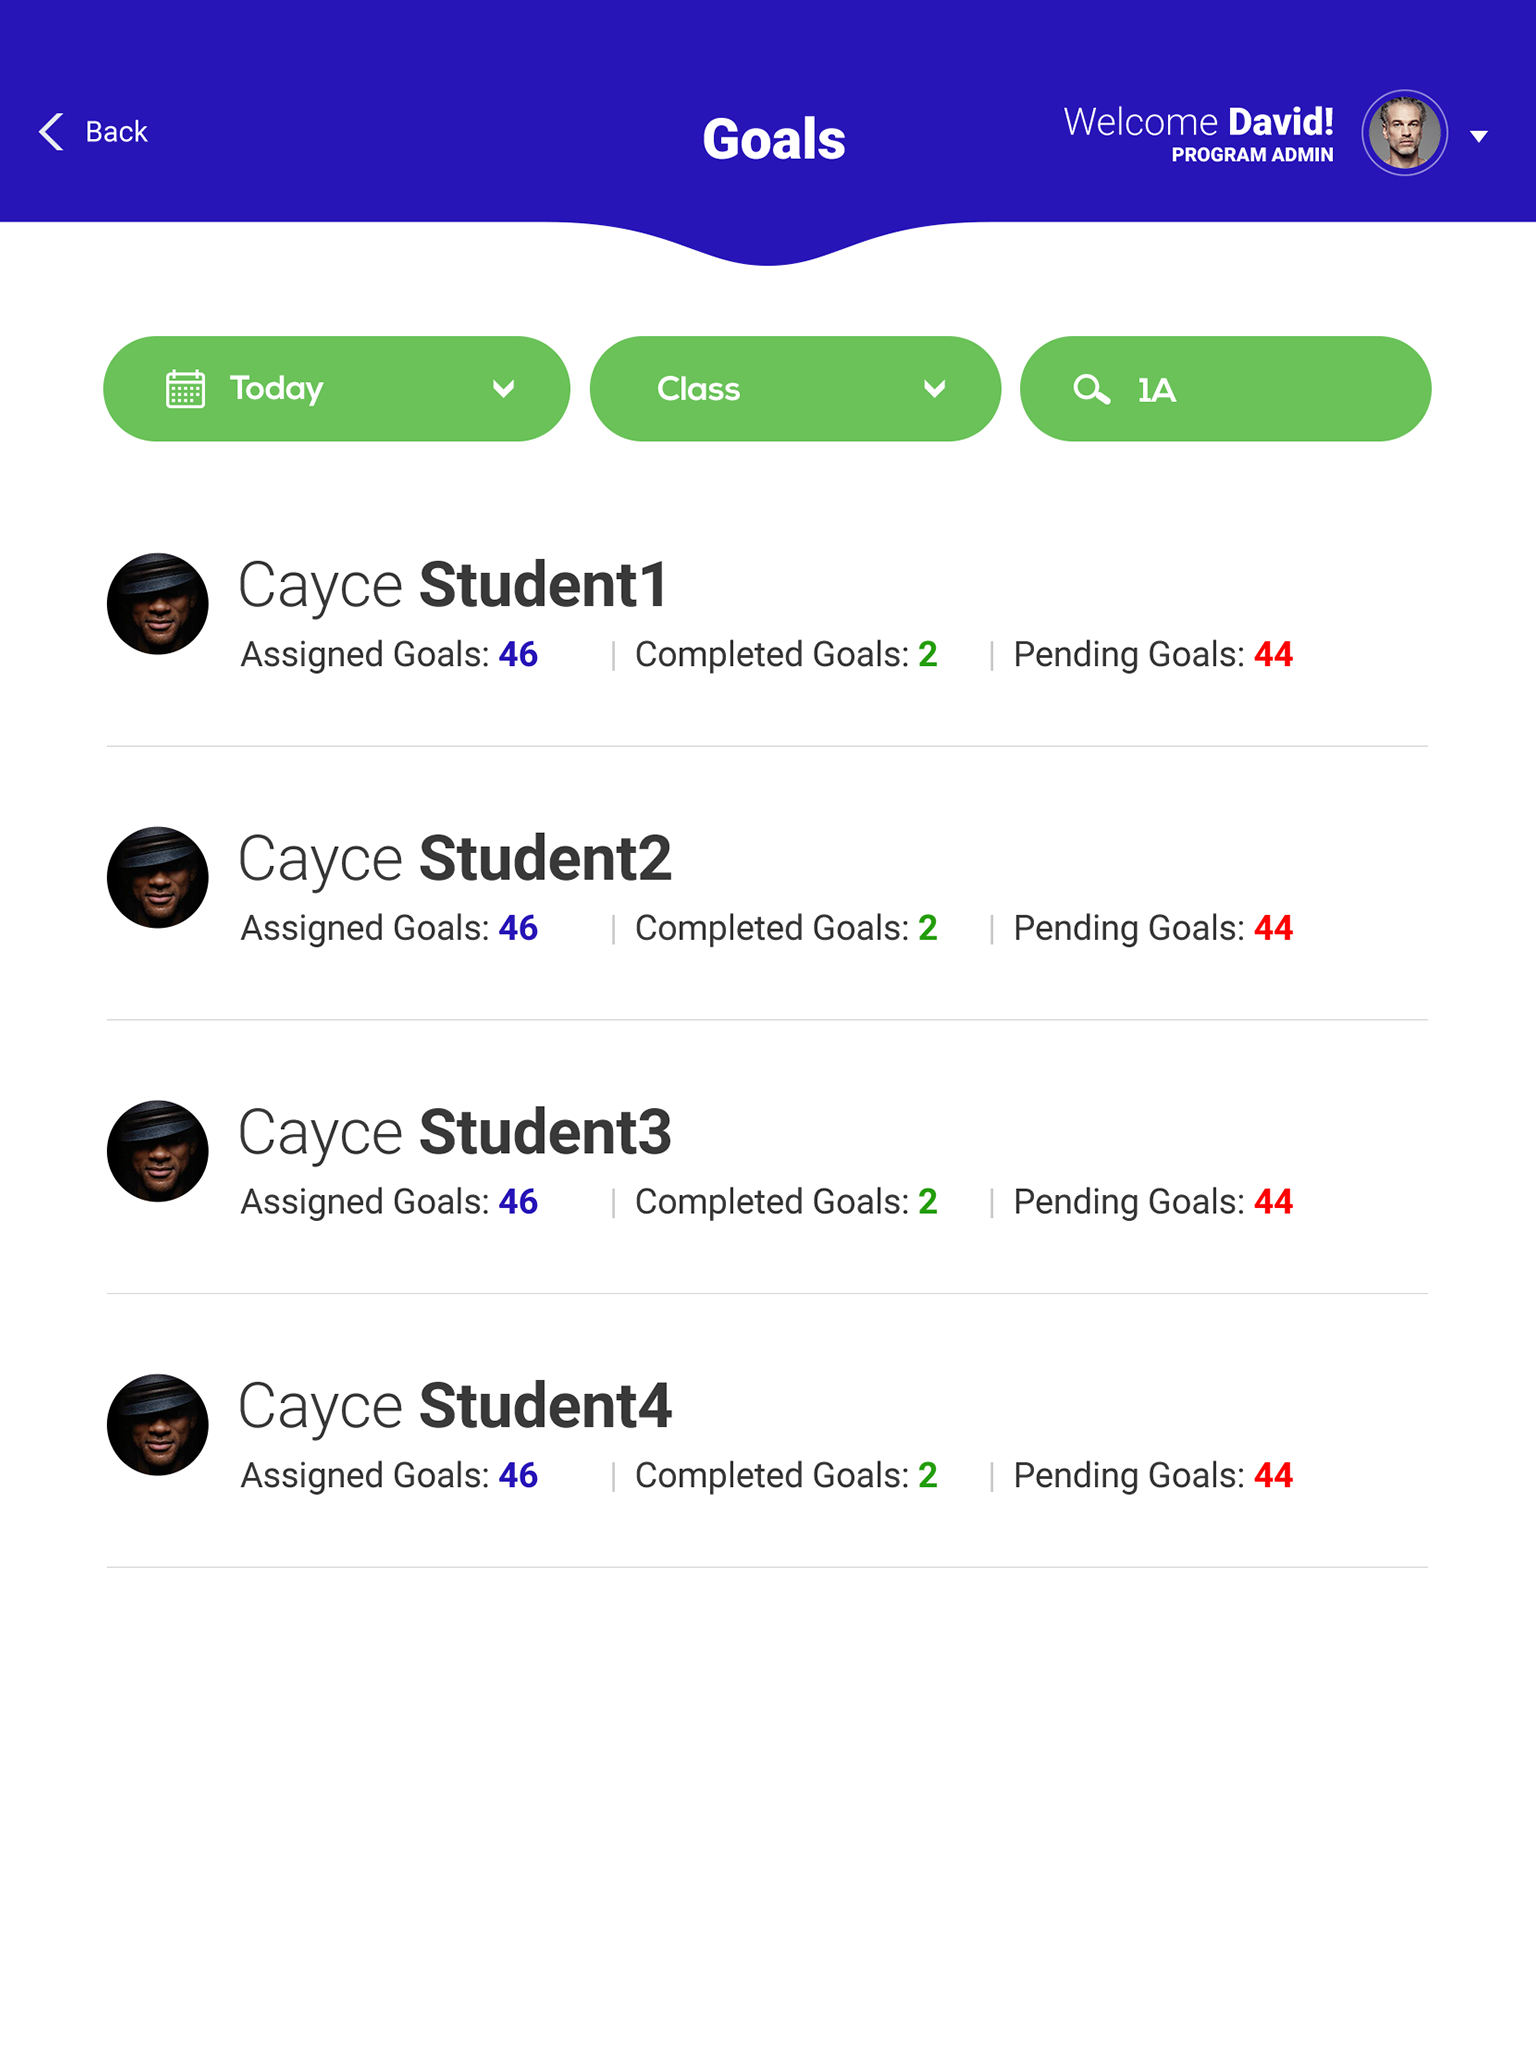 Back
Goals
Welcome David!
PROGRAM ADMIN
Today
Class
1A
Cayce Student1
Assigned Goals: 46 | Completed Goals: 2 | Pending Goals: 44
Cayce Student2
Assigned Goals: 46 | Completed Goals: 2 | Pending Goals: 44
Cayce Student3
Assigned Goals: 46 | Completed Goals: 2 | Pending Goals: 44
Cayce Student4
Assigned Goals: 46 | Completed Goals: 2 | Pending Goals: 44